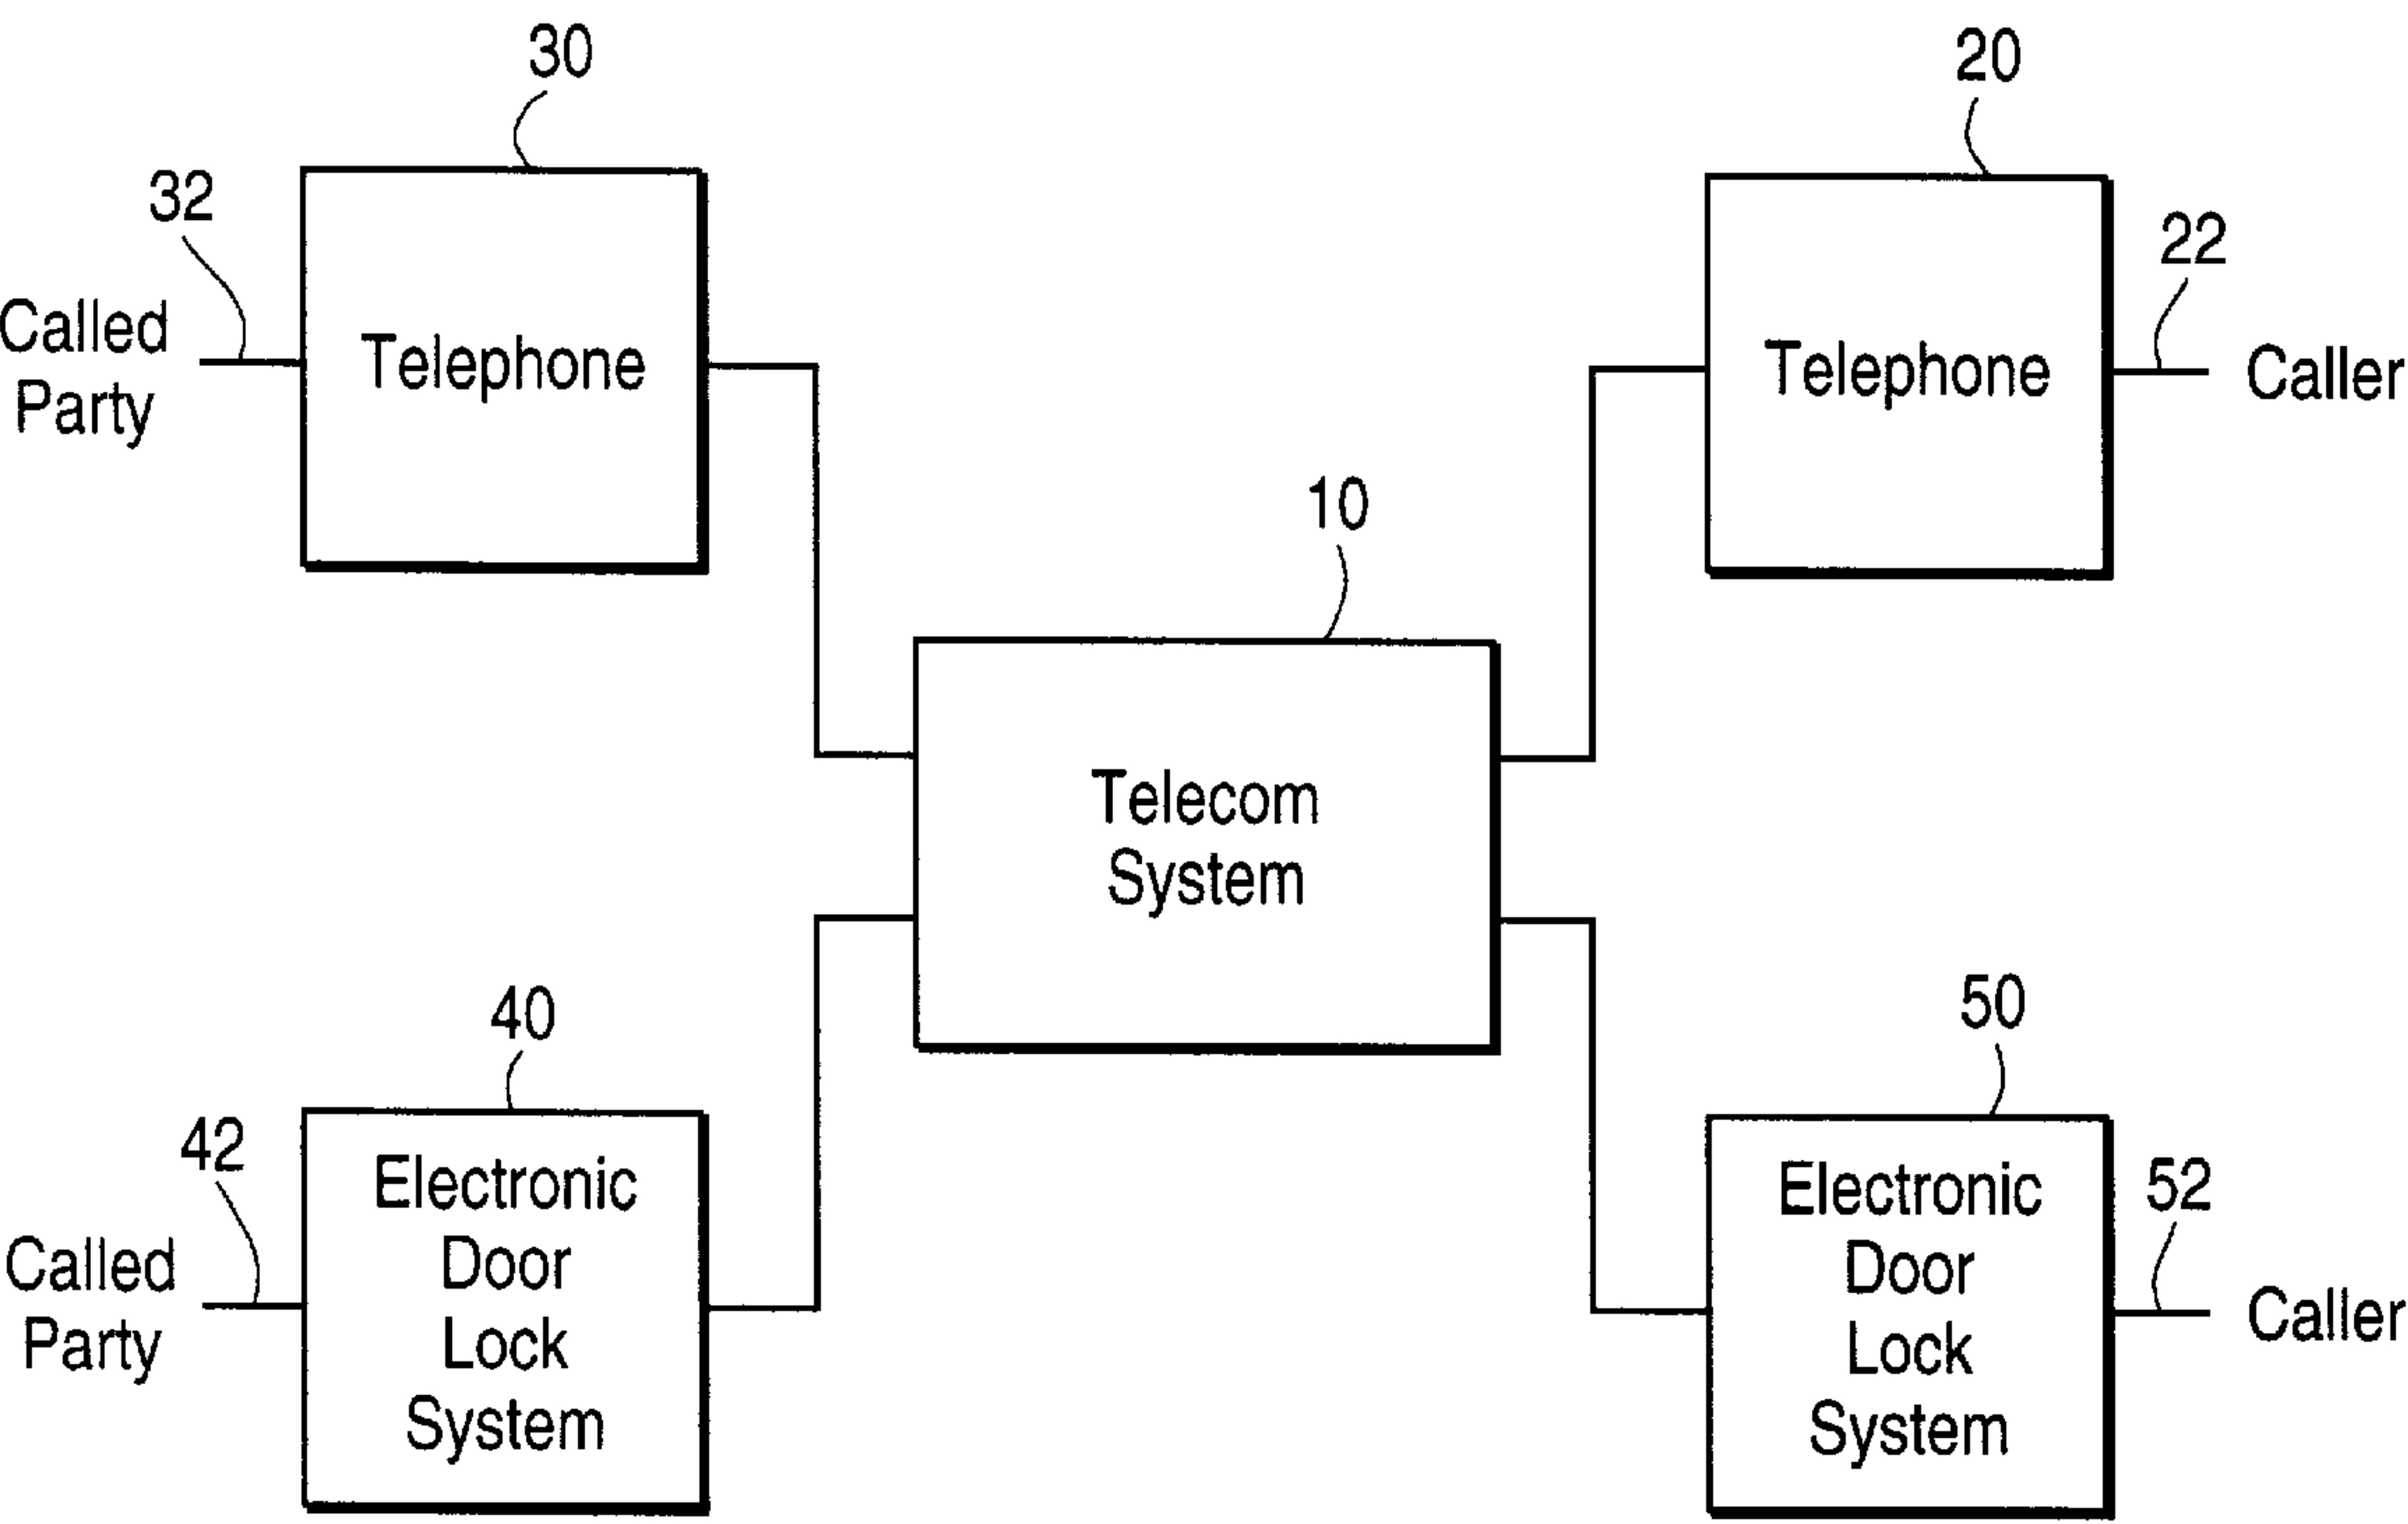 30
20
32
22
Called
Party
Telephone
Telephone
Caller
10
Telecom
System
40
50
42
52
Called
Party
Electronic
Door
Lock
System
Electronic
Door
Lock
System
Caller